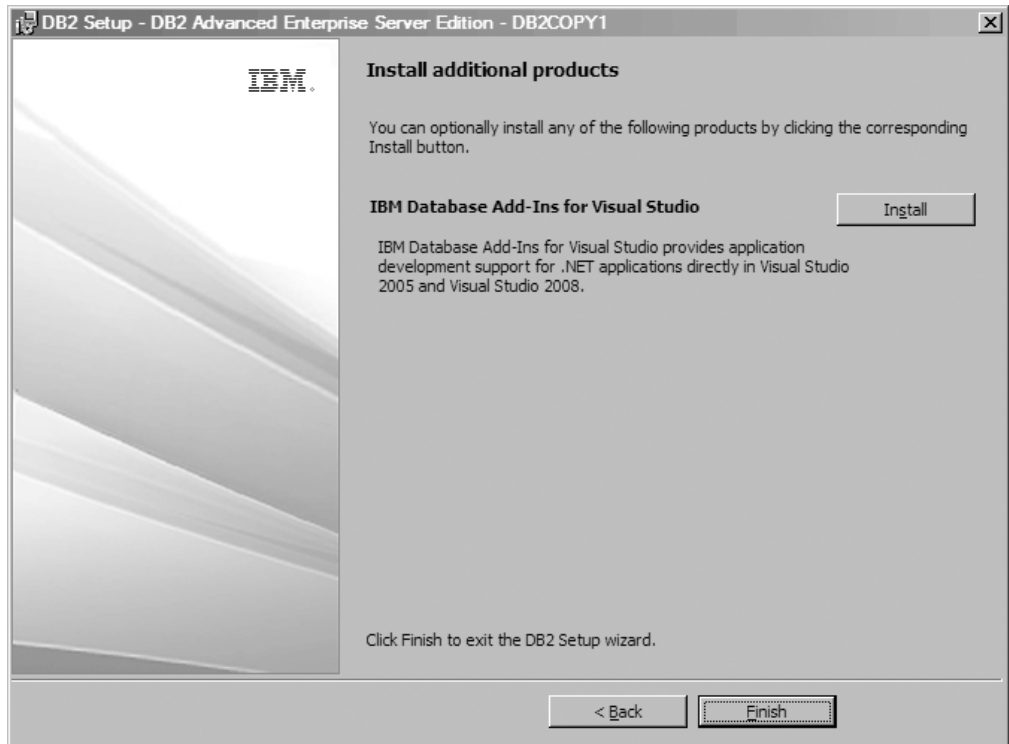 DB2 Setup - DB2 Advanced Enterprise Server Edition - DB2COPY1
IBM.
Install additional products
You can optionally install any of the following products by clicking the corresponding
Install button.
IBM Database Add-Ins for Visual Studio
Install
IBM Database Add-Ins for Visual Studio provides application
development support for .NET applications directly in Visual Studio
2005 and Visual Studio 2008.
Click Finish to exit the DB2 Setup wizard.
< Back
Finish